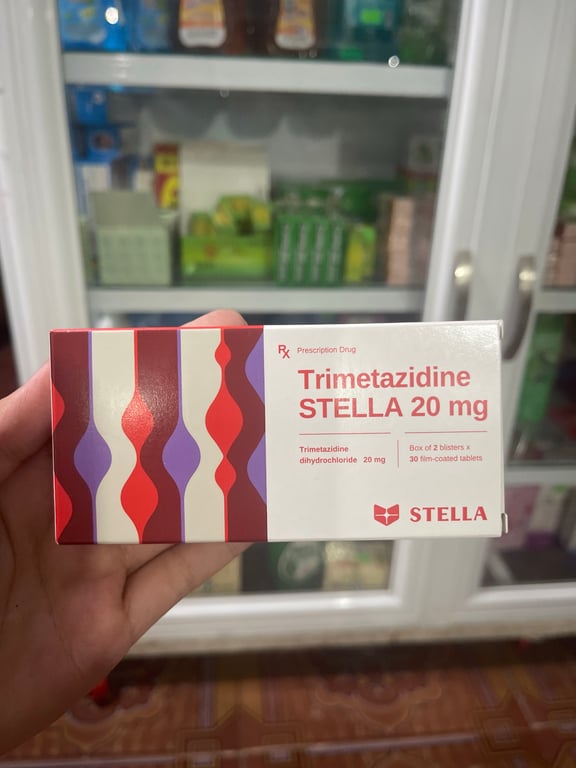 Rx Prescription Drug
Trimetazidine
STELLA 20 mg
Trimetazidine
dihydrochloride 20 mg
Box of 2 blisters x
30 film-coated tablets
STELLA